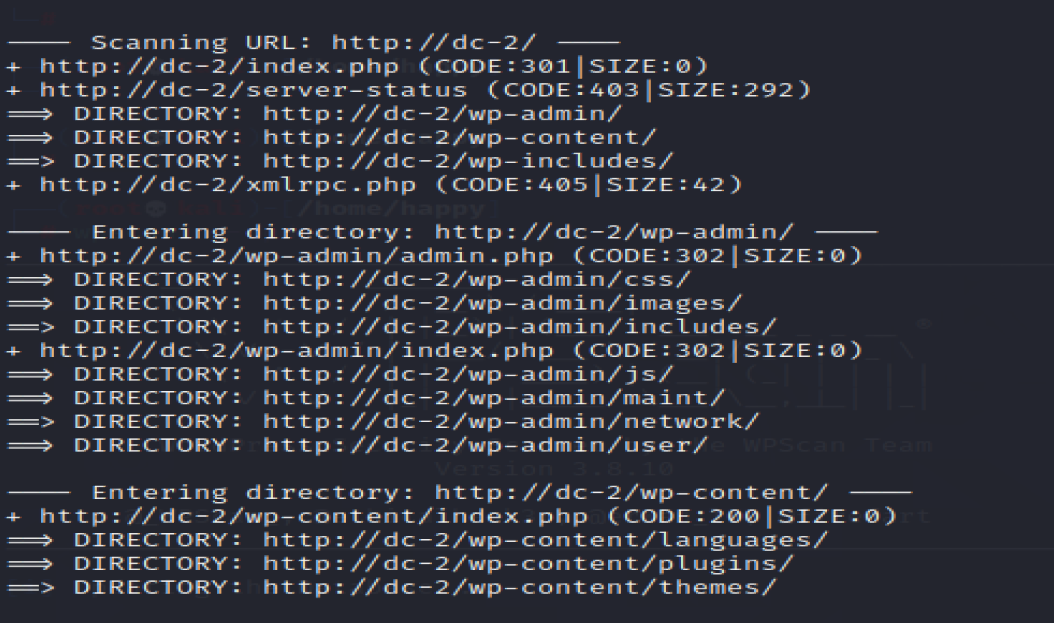 —— Scanning URL: http://dc-2/ ——
+ http://dc-2/index.php (CODE:301|SIZE:0)
+ http://dc-2/server-status (CODE:403|SIZE:292)
==> DIRECTORY: http://dc-2/wp-admin/
==> DIRECTORY: http://dc-2/wp-content/
==> DIRECTORY: http://dc-2/wp-includes/
+ http://dc-2/xmlrpc.php (CODE:405|SIZE:42)
/home/happy
—— Entering directory: http://dc-2/wp-admin/ ——
+ http://dc-2/wp-admin/admin.php (CODE:302|SIZE:0)
==> DIRECTORY: http://dc-2/wp-admin/css/
==> DIRECTORY: http://dc-2/wp-admin/images/
==> DIRECTORY: http://dc-2/wp-admin/includes/
+ http://dc-2/wp-admin/index.php (CODE:302|SIZE:0)
==> DIRECTORY: http://dc-2/wp-admin/js/
==> DIRECTORY: http://dc-2/wp-admin/maint/
==> DIRECTORY: http://dc-2/wp-admin/network/
==> DIRECTORY: http://dc-2/wp-admin/user/
WPScan Team
Version 3.8.10
—— Entering directory: http://dc-2/wp-content/ ——
+ http://dc-2/wp-content/index.php (CODE:200|SIZE:0)
==> DIRECTORY: http://dc-2/wp-content/languages/
==> DIRECTORY: http://dc-2/wp-content/plugins/
==> DIRECTORY: http://dc-2/wp-content/themes/